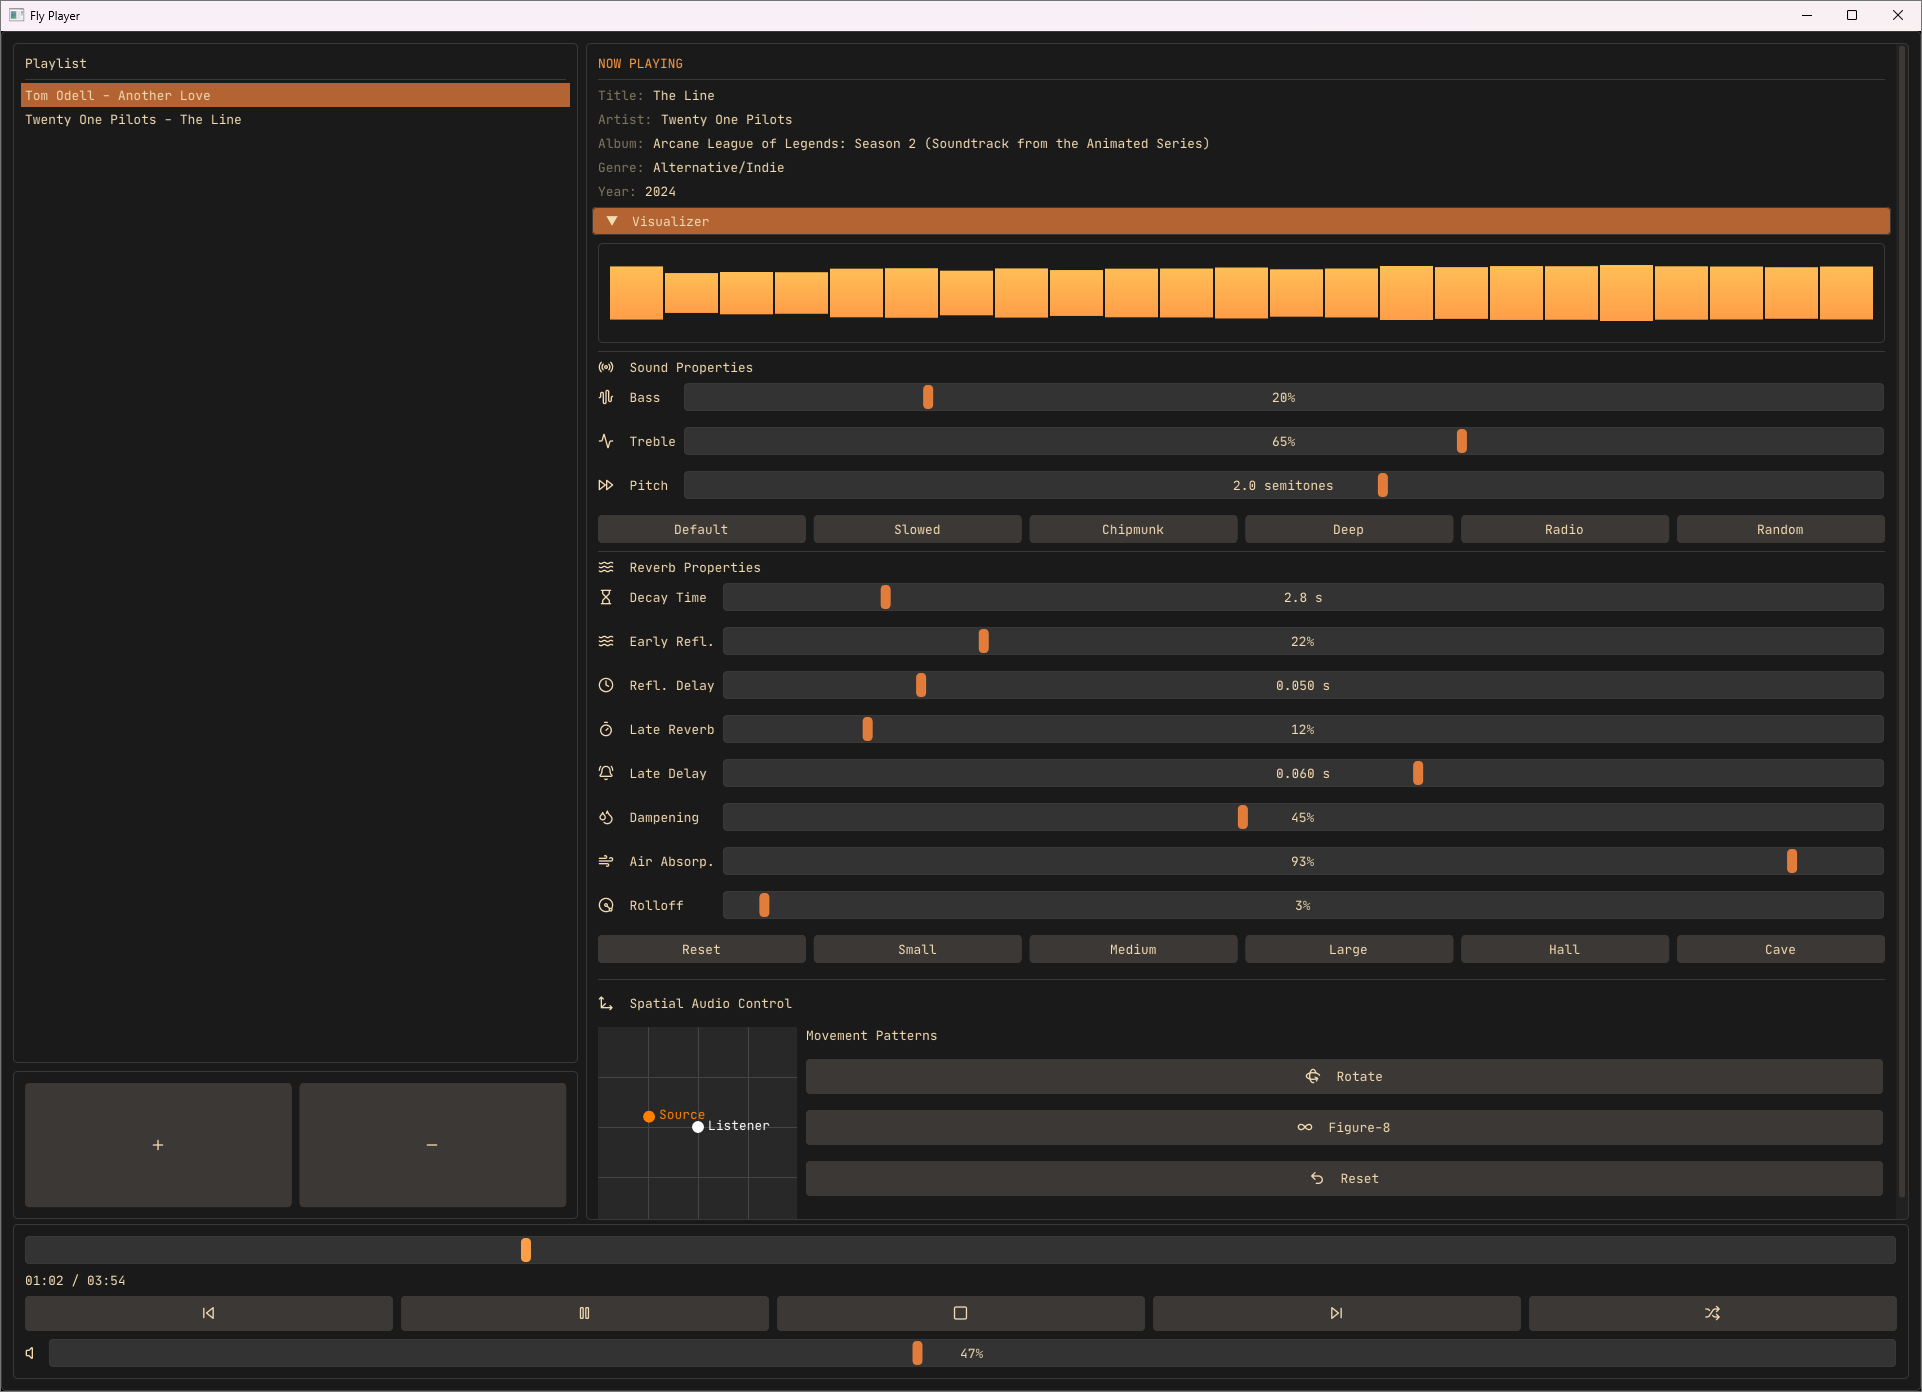 Fly Player
Playlist
Tom Odell - Another Love
Twenty One Pilots - The Line
+
-
NOW PLAYING
Title: The Line
Artist: Twenty One Pilots
Album: Arcane League of Legends: Season 2 (Soundtrack from the Animated Series)
Genre: Alternative/Indie
Year: 2024
Visualizer
Sound Properties
Bass 20%
Treble 65%
Pitch 2.0 semitones
Default Slowed Chipmunk Deep Radio Random
Reverb Properties
Decay Time 2.8 s
Early Refl. 22%
Refl. Delay 0.050 s
Late Reverb 12%
Late Delay 0.060 s
Dampening 45%
Air Absorp. 93%
Rolloff 3%
Reset Small Medium Large Hall Cave
Spatial Audio Control
Source
Listener
Movement Patterns
Rotate
Figure-8
Reset
01:02 / 03:54
47%